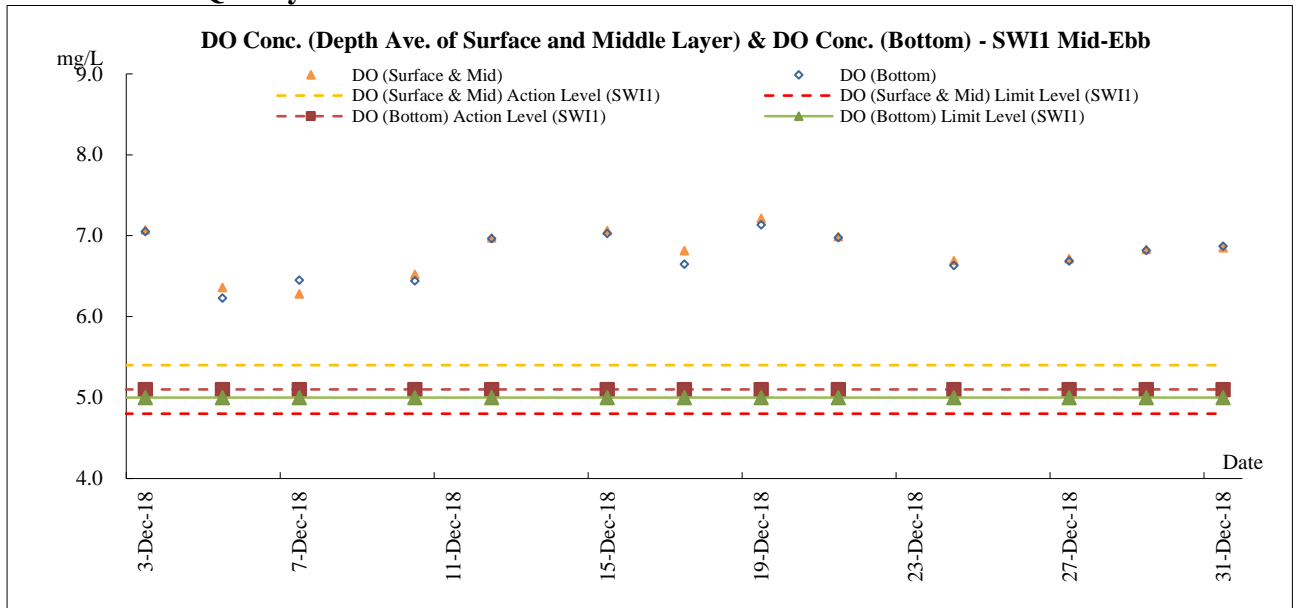 DO Conc. (Depth Ave. of Surface and Middle Layer) & DO Conc. (Bottom) - SWI1 Mid-Ebb
mg/L
DO (Surface & Mid)
DO (Bottom)
DO (Surface & Mid) Action Level (SWI1)
DO (Surface & Mid) Limit Level (SWI1)
DO (Bottom) Action Level (SWI1)
DO (Bottom) Limit Level (SWI1)
9.0
8.0
7.0
6.0
5.0
4.0
Date
3-Dec-18
7-Dec-18
11-Dec-18
15-Dec-18
19-Dec-18
23-Dec-18
27-Dec-18
31-Dec-18